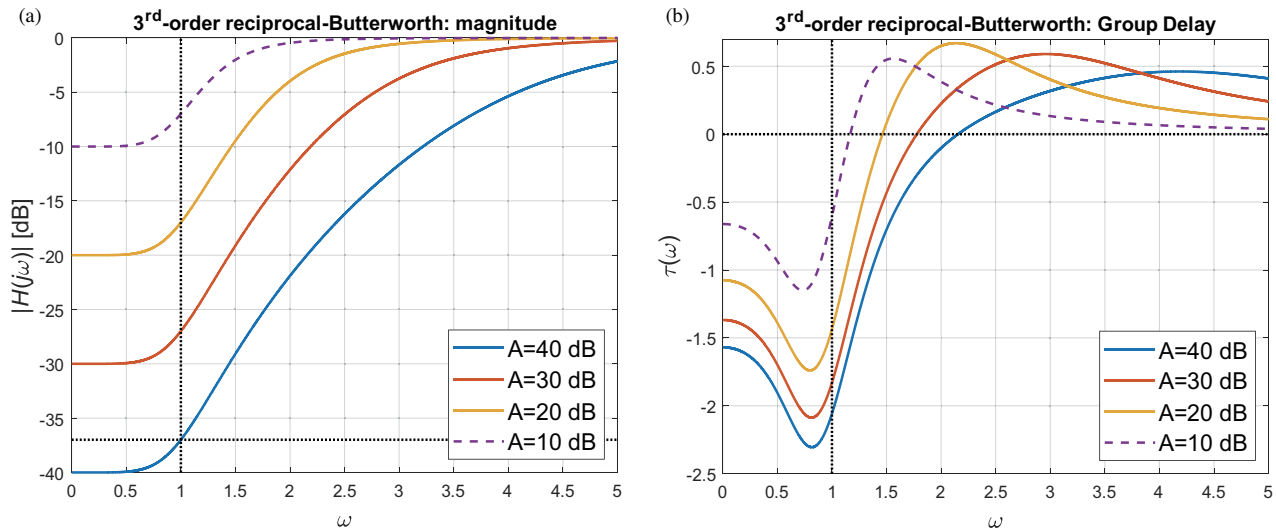 (a)
3rd-order reciprocal-Butterworth: magnitude
|H(jω)| [dB]
0
-5
-10
-15
-20
-25
-30
-35
-40
0 0.5 1 1.5 2 2.5 3 3.5 4 4.5 5
ω
A=40 dB
A=30 dB
A=20 dB
A=10 dB
(b)
3rd-order reciprocal-Butterworth: Group Delay
τ(ω)
0.5
0
-0.5
-1
-1.5
-2
-2.5
0 0.5 1 1.5 2 2.5 3 3.5 4 4.5 5
ω
A=40 dB
A=30 dB
A=20 dB
A=10 dB